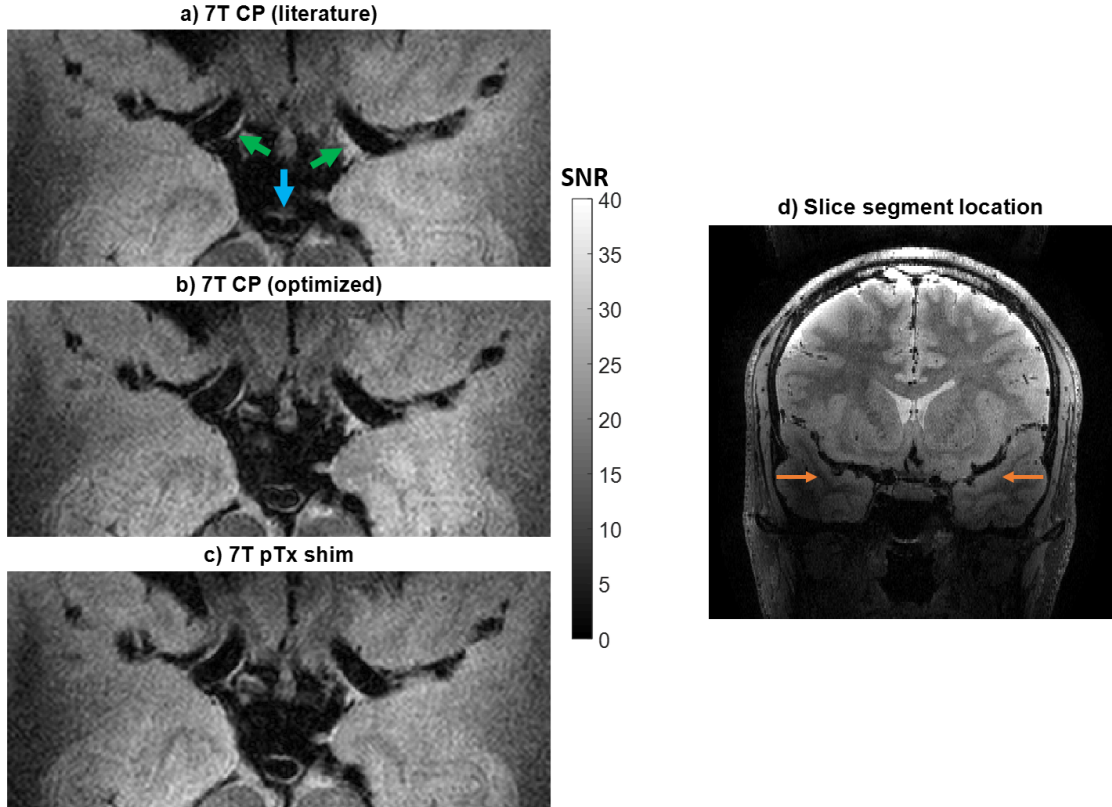 a) 7T CP (literature)
b) 7T CP (optimized)
c) 7T pTx shim
SNR
40
35
30
25
20
15
10
5
0
d) Slice segment location